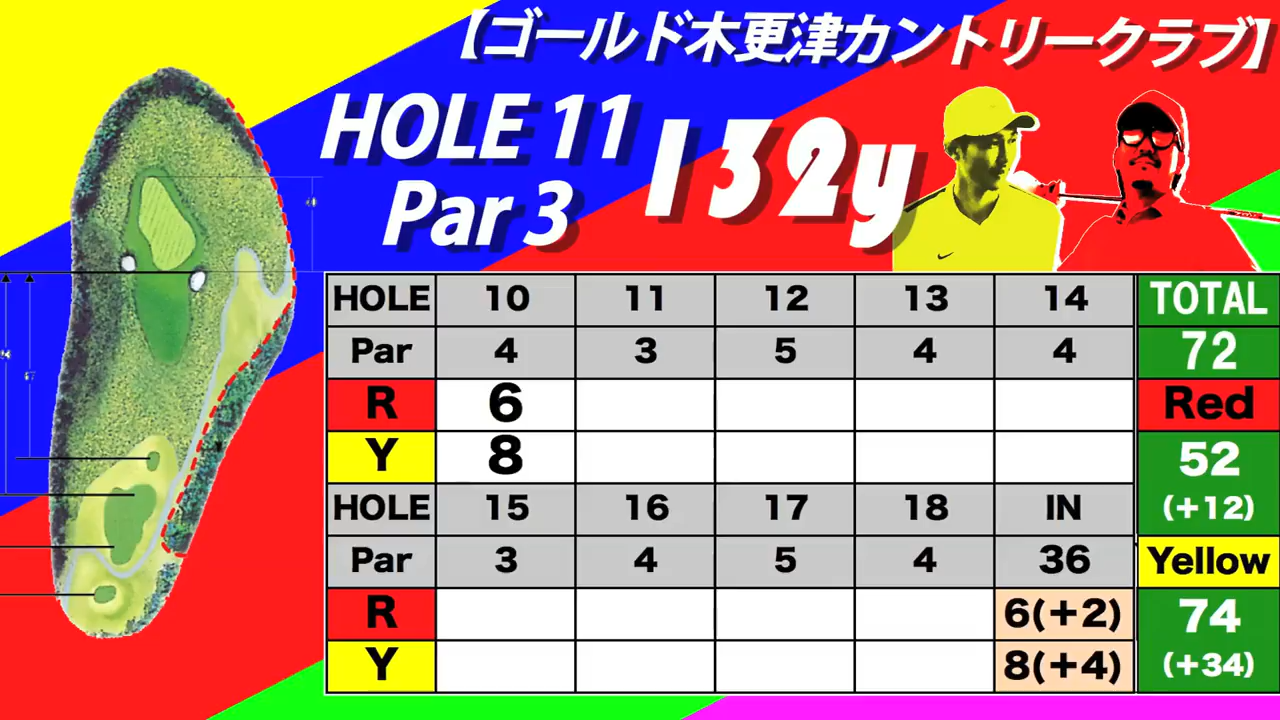 【ゴールド木更津カントリークラブ】
HOLE 11
Par 3
132y
HOLE 10 11 12 13 14 TOTAL
Par 4 3 5 4 4 72
R 6 Red
Y 8 52
HOLE 15 16 17 18 IN (+12)
Par 3 4 5 4 36 Yellow
R 6(+2) 74
Y 8(+4) (+34)